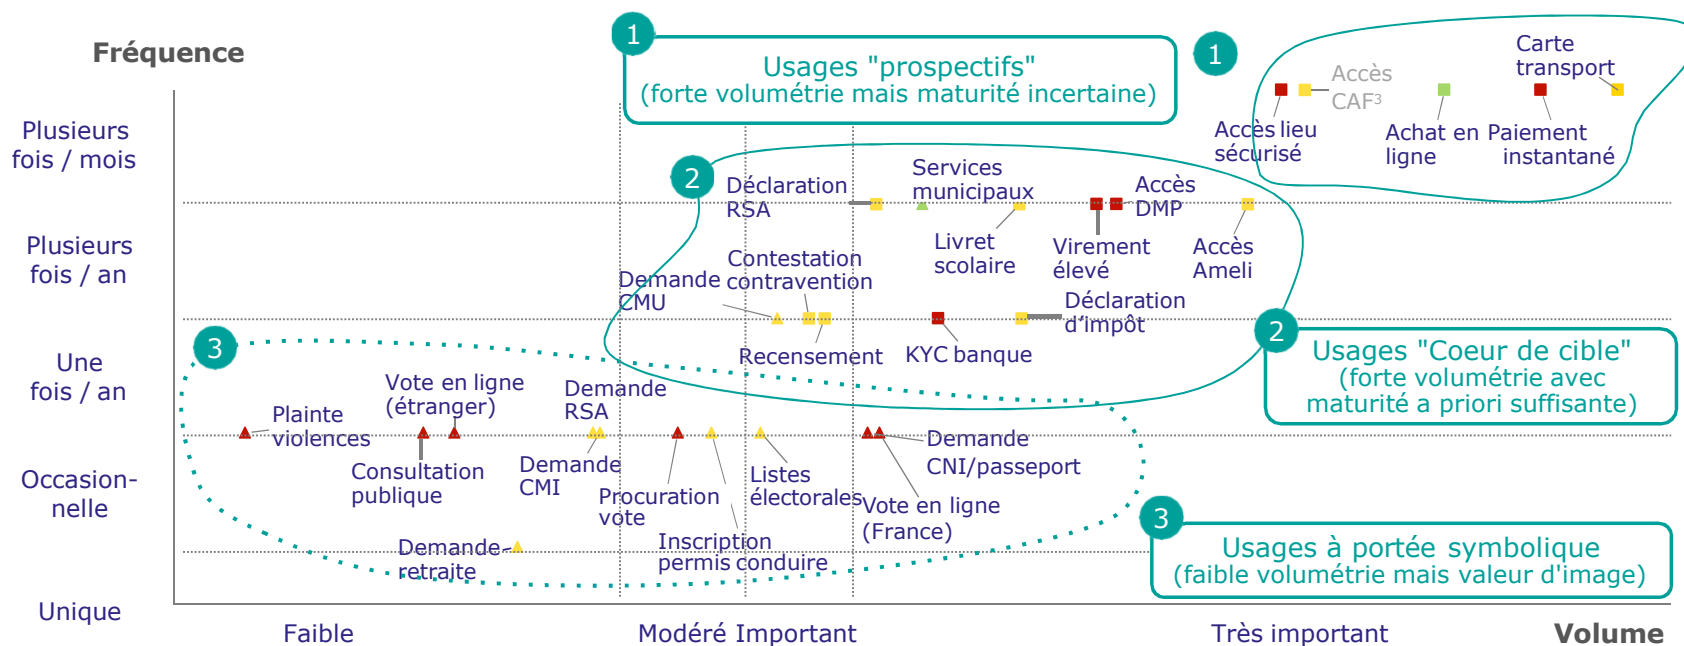 Fréquence
1
Usages "prospectifs"
(forte volumétrie mais maturité incertaine)
1
Carte
transport
Accès
CAF3
Plusieurs
fois / mois
Accès lieu
sécurisé
Achat en
ligne
Paiement
instantané
2
Déclaration
RSA
Services
municipaux
Accès
DMP
Plusieurs
fois / an
Livret
scolaire
Virement
élevé
Accès
Ameli
Contestation
contravention
Demande
CMU
Déclaration
d'impôt
Recensement
KYC banque
2
Usages "Coeur de cible"
(forte volumétrie avec
maturité a priori suffisante)
3
Une
fois / an
Vote en ligne
(étranger)
Demande
RSA
Plainte
violences
Consultation
publique
Demande
CMI
Procuration
vote
Listes
électorales
Demande
CNI/passeport
Vote en ligne
(France)
Occasion-
nelle
Inscription
permis conduire
Demande
retraite
3
Usages à portée symbolique
(faible volumétrie mais valeur d'image)
Unique
Faible
Modéré
Important
Très important
Volume